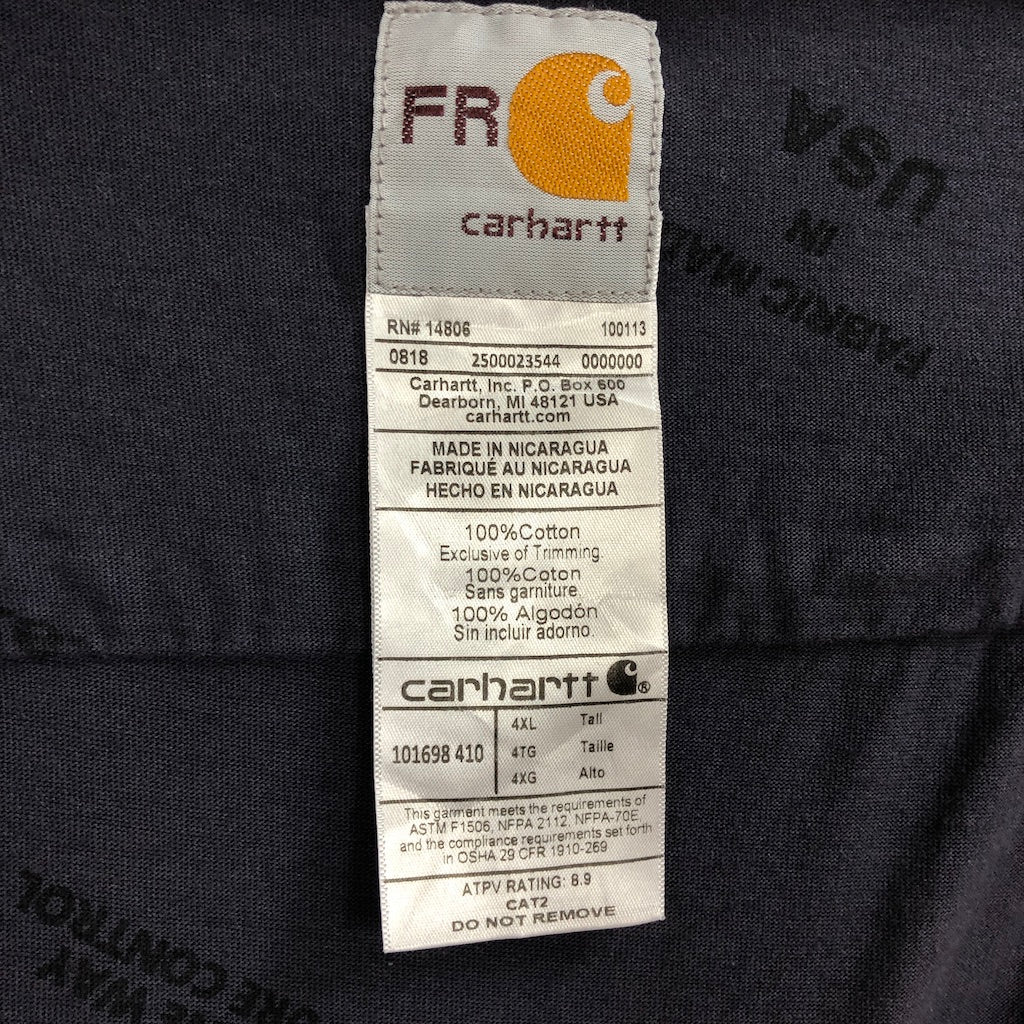 FR
carhartt
RN# 14806 100113
0818 2500023544 0000000
Carhartt, Inc. P.O. Box 600
Dearborn, MI 48121 USA
carhartt.com
MADE IN NICARAGUA
FABRIQUÉ AU NICARAGUA
HECHO EN NICARAGUA
100%Cotton
Exclusive of Trimming.
100%Coton
Sans garniture
100% Algodón
Sin incluir adorno.
carhartt ®
101698 410
4XL Tall
4TG Taille
4XG Alto
This garment meets the requirements of
ASTM F1506, NFPA 2112, NFPA-70E,
and the compliance requirements set forth
in OSHA 29 CFR 1910-269
ATPV RATING: 8.9
CAT2
DO NOT REMOVE
FABRIC
IN
USA
WAY
CONTROL